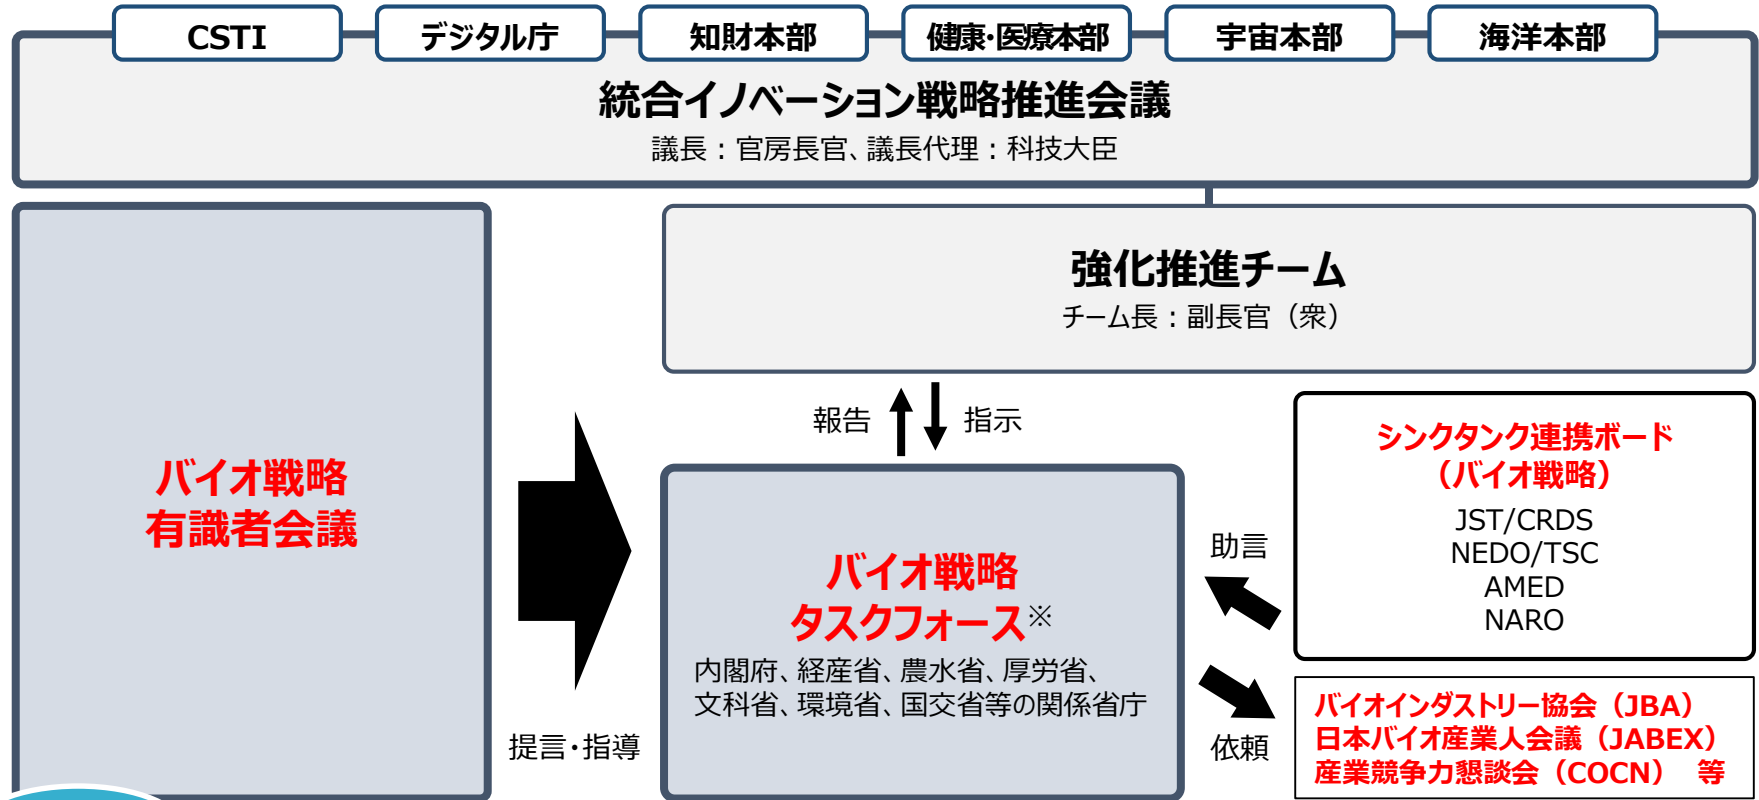 CSTI
デジタル庁
知財本部
健康・医療本部
宇宙本部
海洋本部
統合イノベーション戦略推進会議
議長：官房長官、議長代理：科技大臣
強化推進チーム
チーム長：副長官（衆）
報告
指示
バイオ戦略
有識者会議
提言・指導
バイオ戦略
タスクフォース※
内閣府、経産省、農水省、厚労省、
文科省、環境省、国交省等の関係省庁
助言
依頼
シンクタンク連携ボード
（バイオ戦略）
JST/CRDS
NEDO/TSC
AMED
NARO
バイオインダストリー協会（JBA）
日本バイオ産業人会議（JABEX）
産業競争力懇談会（COCN）　等